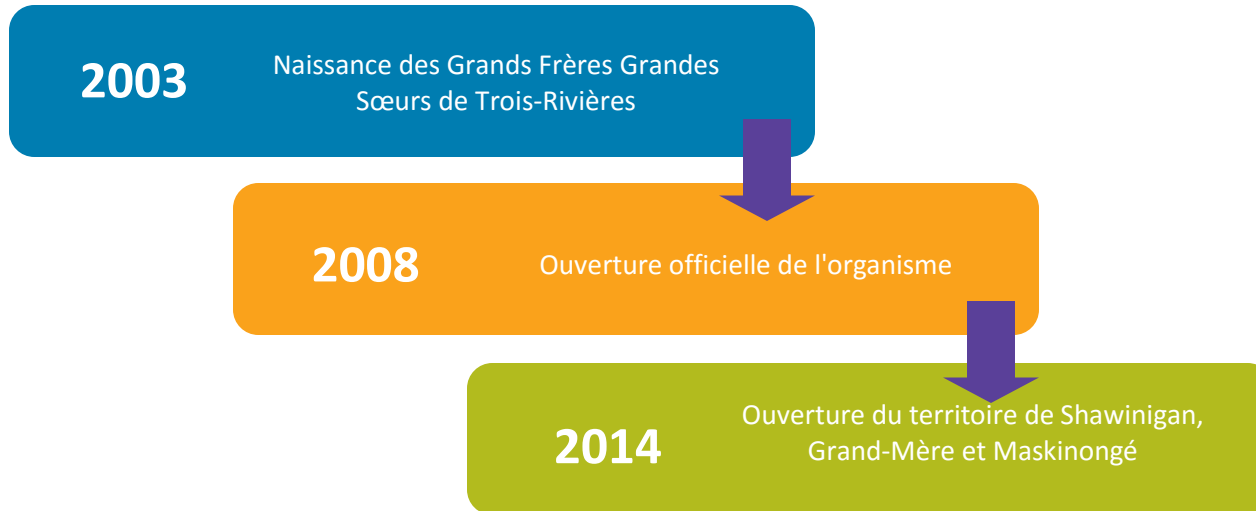 2003
Naissance des Grands Frères Grandes
Sœurs de Trois-Rivières
2008
Ouverture officielle de l'organisme
2014
Ouverture du territoire de Shawinigan,
Grand-Mère et Maskinongé